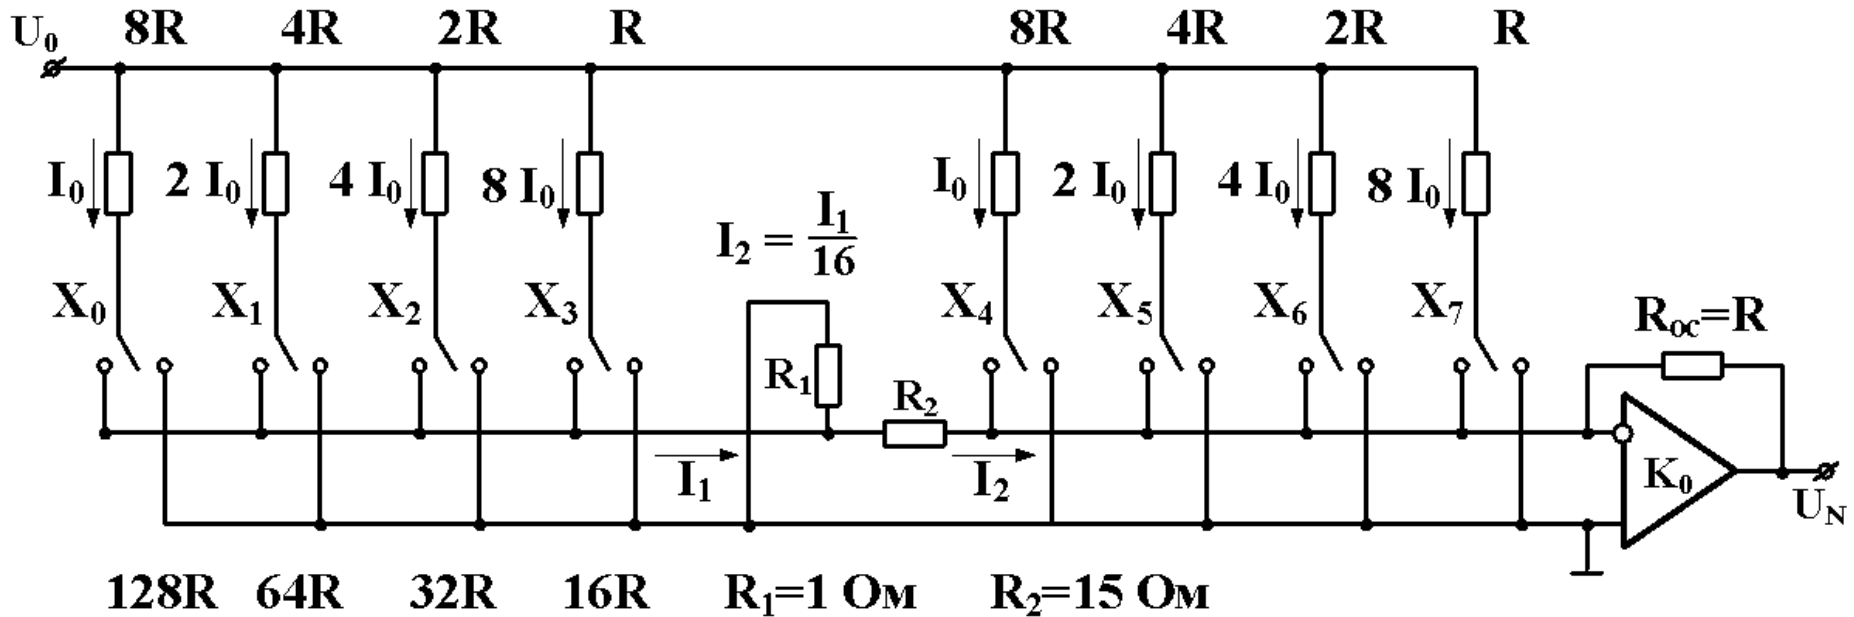 U₀ 8R 4R 2R R 8R 4R 2R R
I₀ 2 I₀ 4 I₀ 8 I₀ I₀ 2 I₀ 4 I₀ 8 I₀
I₂ = I₁/16
X₀ X₁ X₂ X₃ X₄ X₅ X₆ X₇ Rос=R
R₁ R₂
I₁ I₂ K₀
U_N
128R 64R 32R 16R R₁=1 Ом R₂=15 Ом